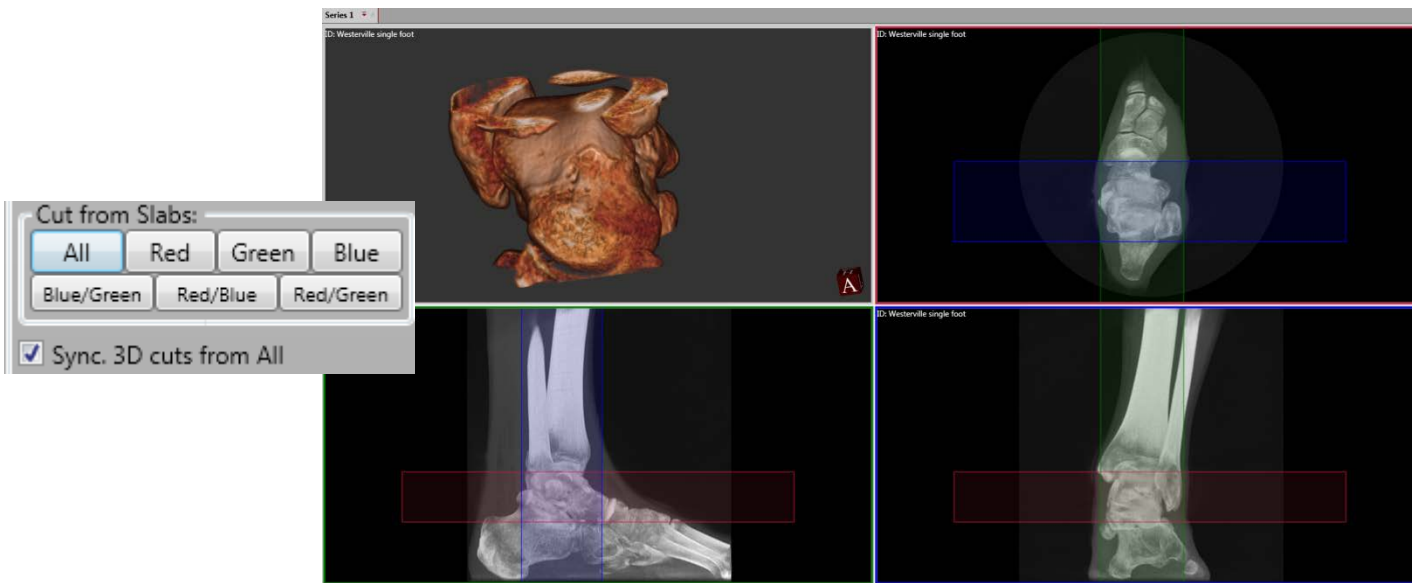 Series 1
ID: Westerville single foot
ID: Westerville single foot
Cut from Slabs:
All Red Green Blue
Blue/Green Red/Blue Red/Green
Sync. 3D cuts from All
A
ID: Westerville single foot